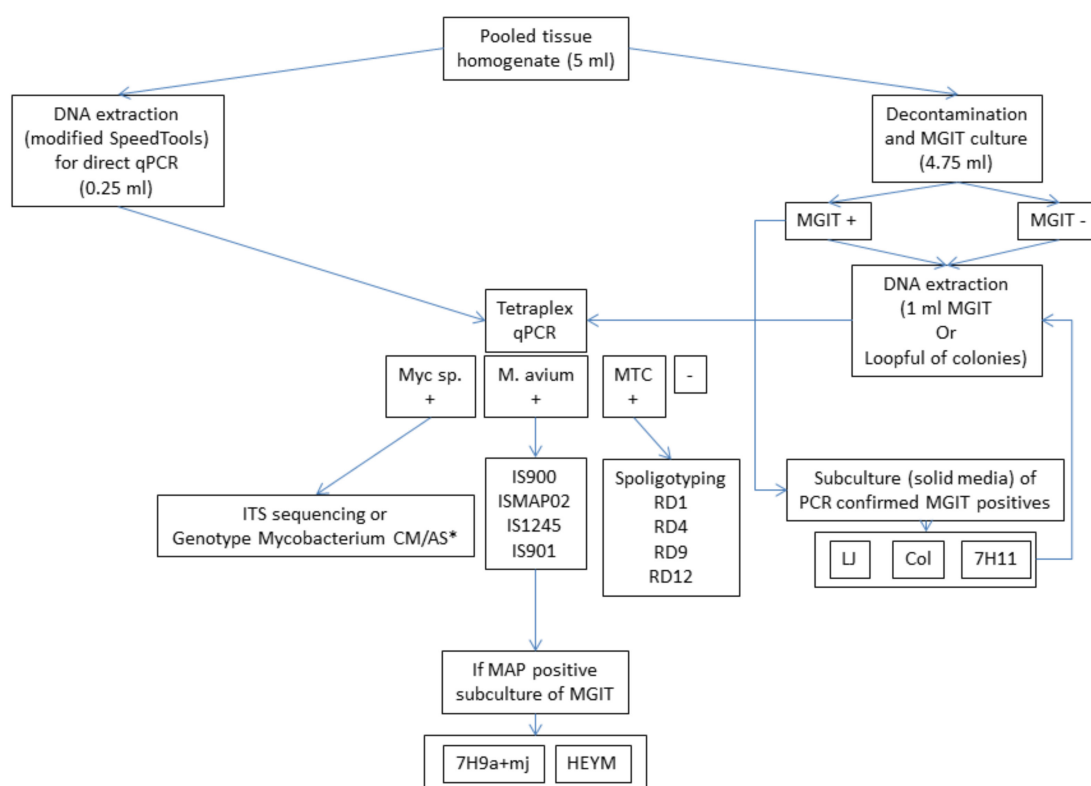 Pooled tissue
homogenate (5 ml)
DNA extraction
(modified SpeedTools)
for direct qPCR
(0.25 ml)
Decontamination
and MGIT culture
(4.75 ml)
MGIT +
MGIT -
DNA extraction
(1 ml MGIT
Or
Loopful of colonies)
Tetraplex
qPCR
Myc sp.
+
M. avium
+
MTC
+
-
ITS sequencing or
Genotype Mycobacterium CM/AS*
IS900
ISMAP02
IS1245
IS901
Spoligotyping
RD1
RD4
RD9
RD12
Subculture (solid media) of
PCR confirmed MGIT positives
LJ
Col
7H11
If MAP positive
subculture of MGIT
7H9a+mj
HEYM